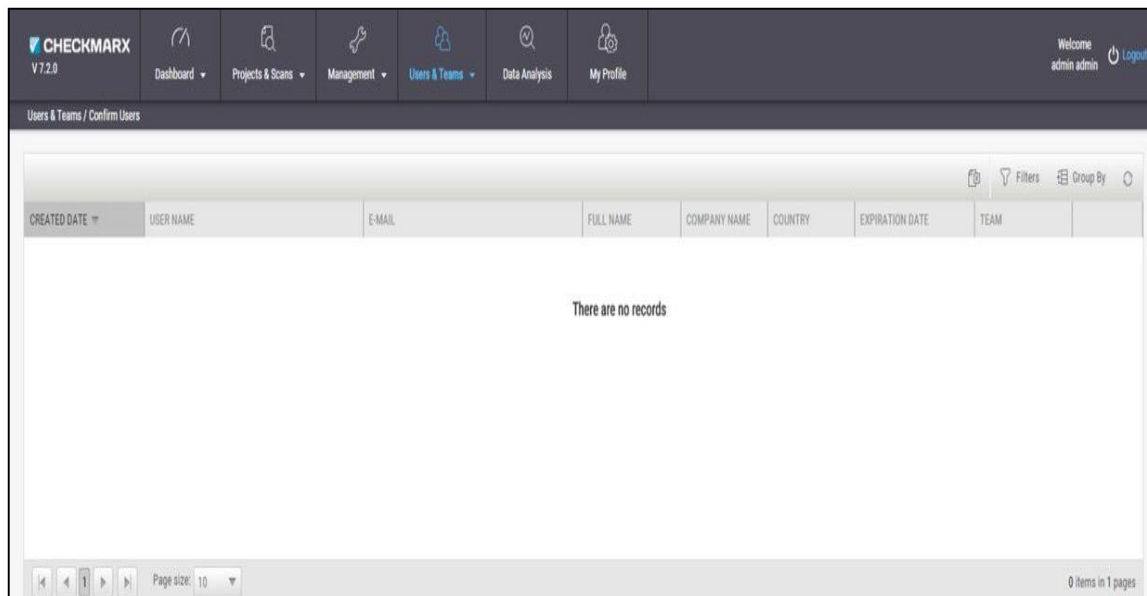 CHECKMARX
V 7.2.0
Dashboard
Projects & Scans
Management
Users & Teams
Data Analysis
My Profile
Welcome
admin admin
Logout
Users & Teams / Confirm Users
Filters Group By
CREATED DATE USER NAME E-MAIL FULL NAME COMPANY NAME COUNTRY EXPIRATION DATE TEAM
There are no records
1 Page size: 10 0 items in 1 pages